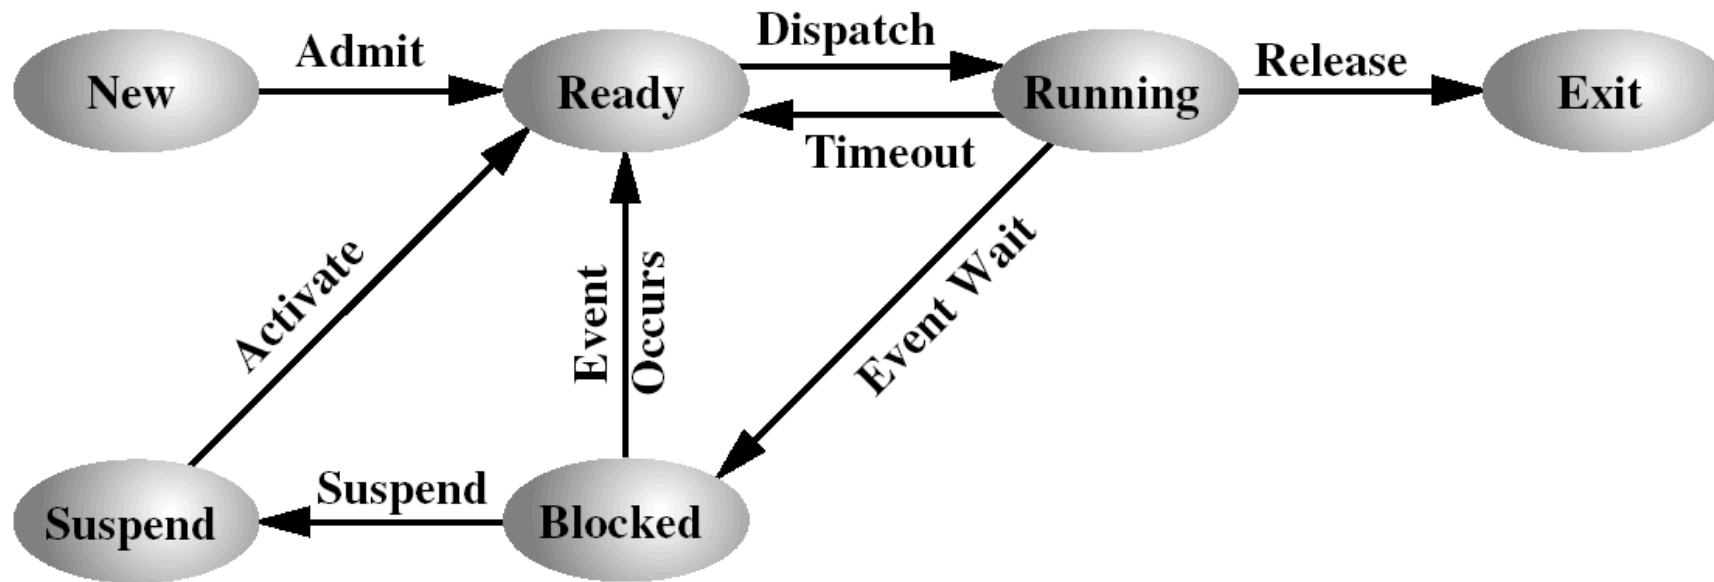 Admit
Dispatch
Release
New
Ready
Running
Exit
Timeout
Activate
Event
Occurs
Event Wait
Suspend
Suspend
Blocked